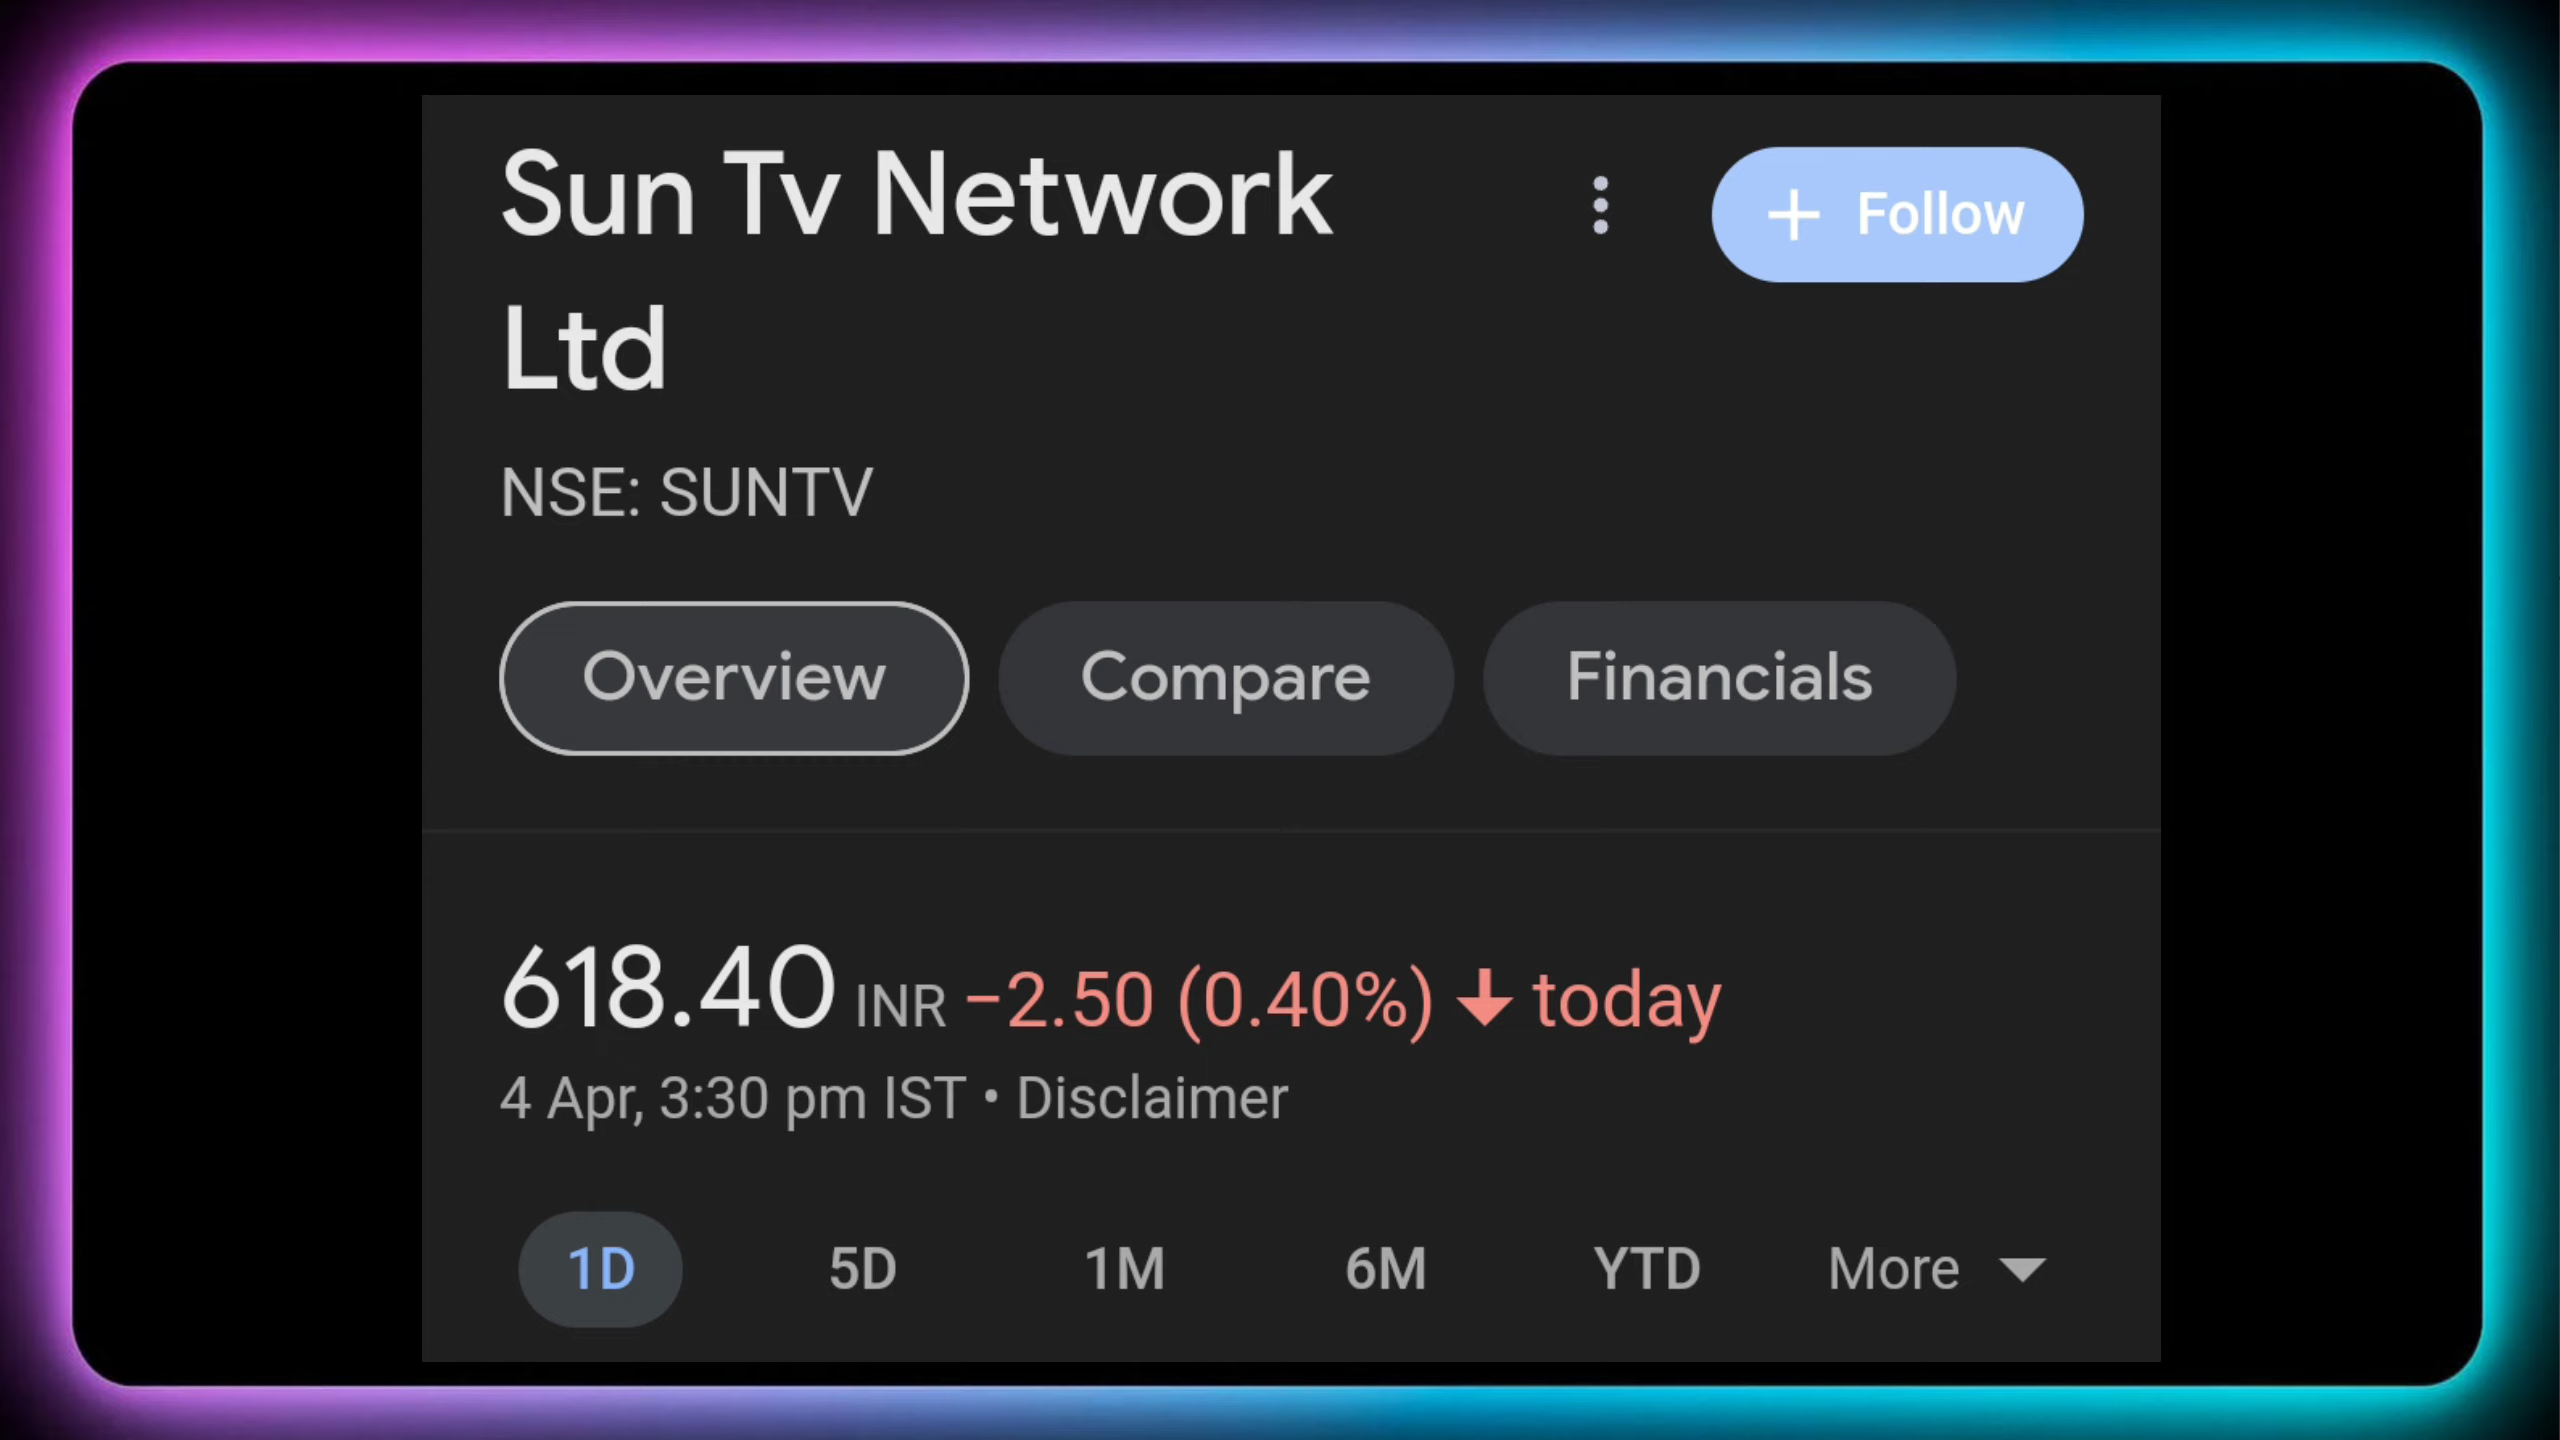 Sun Tv Network
Ltd
+ Follow
NSE: SUNTV
Overview Compare Financials
618.40 INR −2.50 (0.40%) ↓ today
4 Apr, 3:30 pm IST • Disclaimer
1D 5D 1M 6M YTD More